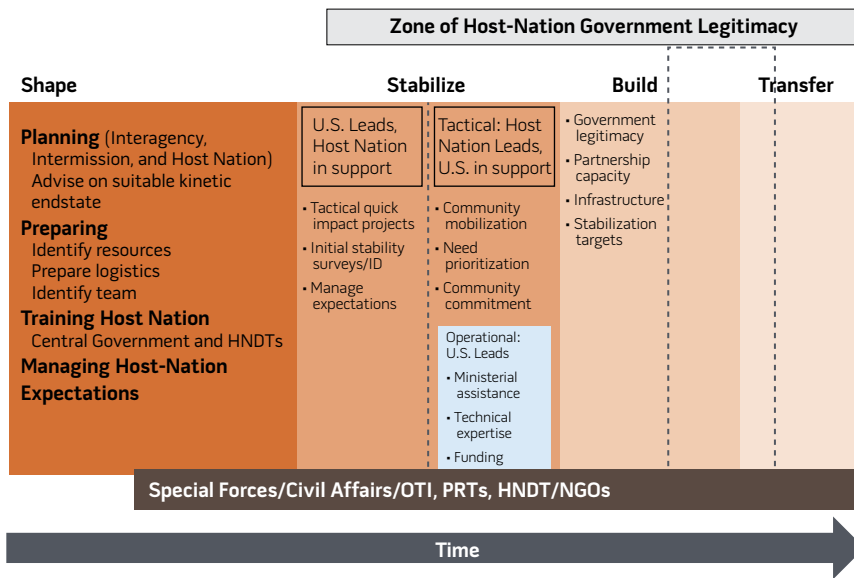 Zone of Host-Nation Government Legitimacy
Shape
Stabilize
Build
Transfer
Planning (Interagency,
Intermission, and Host Nation)
Advise on suitable kinetic
endstate
Preparing
Identify resources
Prepare logistics
Identify team
Training Host Nation
Central Government and HNDTs
Managing Host-Nation
Expectations
U.S. Leads,
Host Nation
in support
• Tactical quick
impact projects
• Initial stability
surveys/ID
• Manage
expectations
Tactical: Host
Nation Leads,
U.S. in support
• Community
mobilization
• Need
prioritization
• Community
commitment
Operational:
U.S. Leads
• Ministerial
assistance
• Technical
expertise
• Funding
• Government
legitimacy
• Partnership
capacity
• Infrastructure
• Stabilization
targets
Special Forces/Civil Affairs/OTI, PRTs, HNDT/NGOs
Time